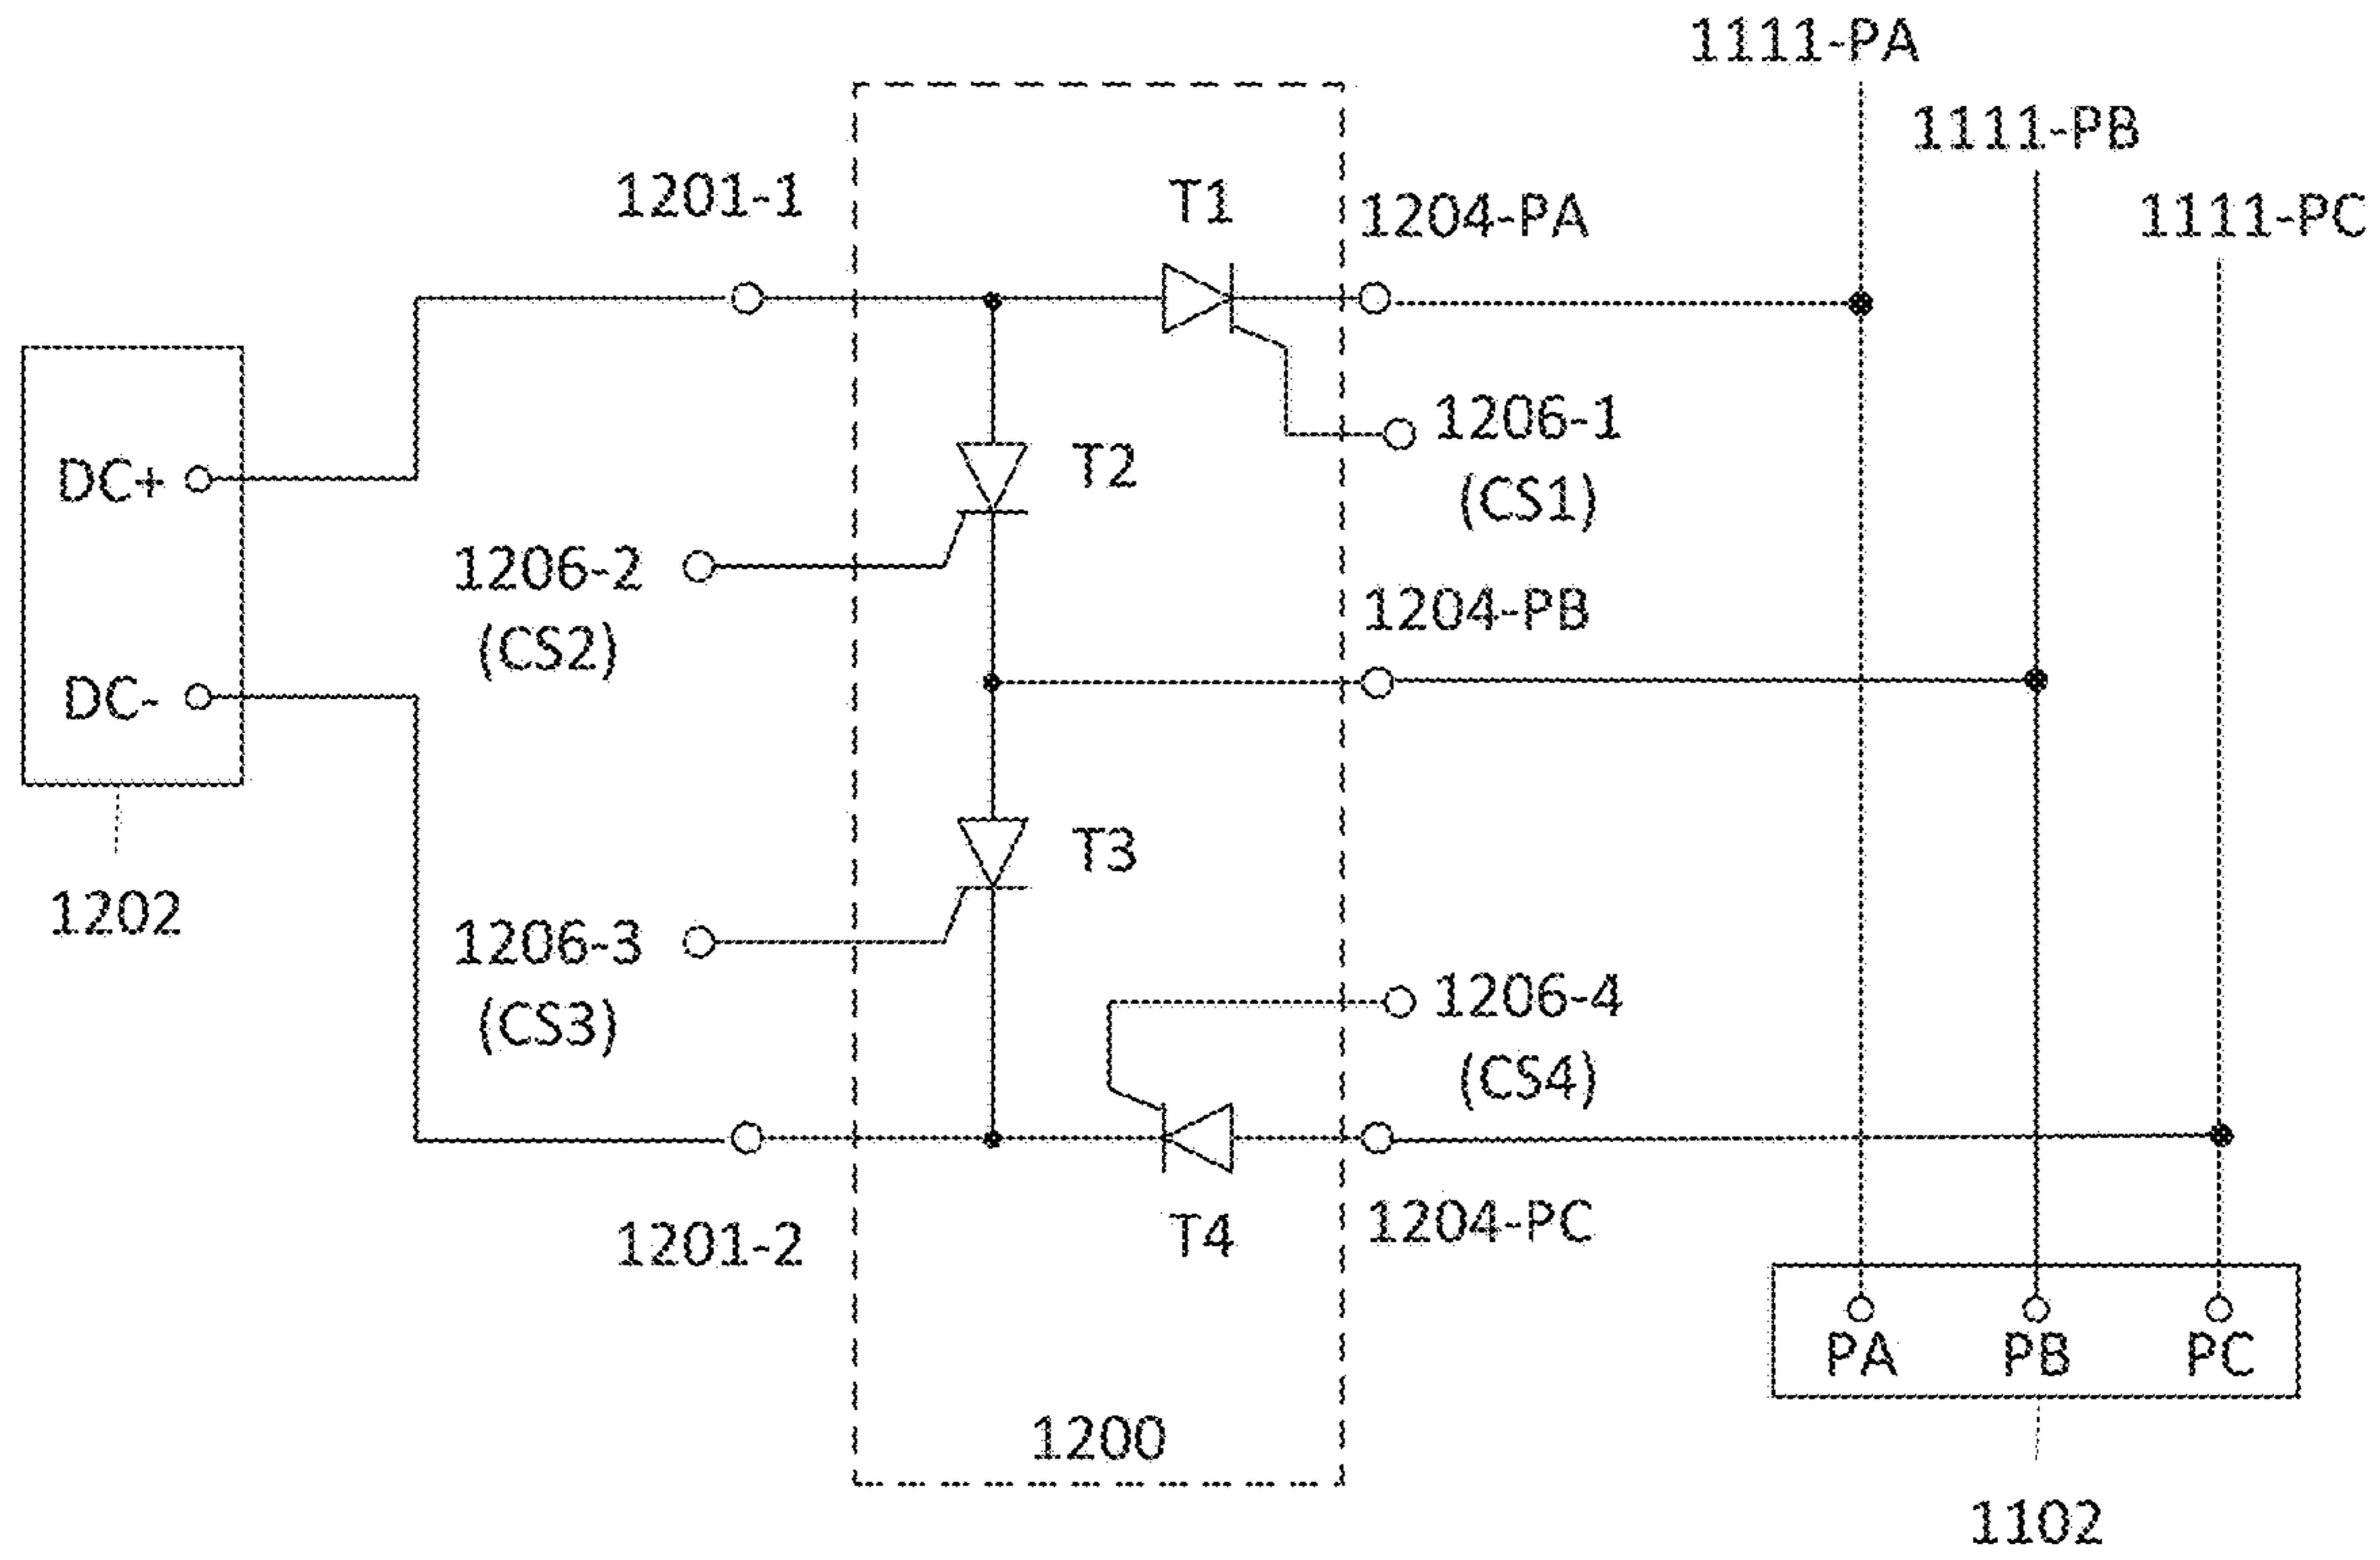 1111-PA
1111-PB
1201-1
T1
1204-PA
1111-PC
1206-1
(CS1)
T2
DC+
1206-2
(CS2)
1204-PB
DC-
T3
1202
1206-3
(CS3)
1206-4
(CS4)
1201-2
T4
1204-PC
PA
PB
PC
1200
1102